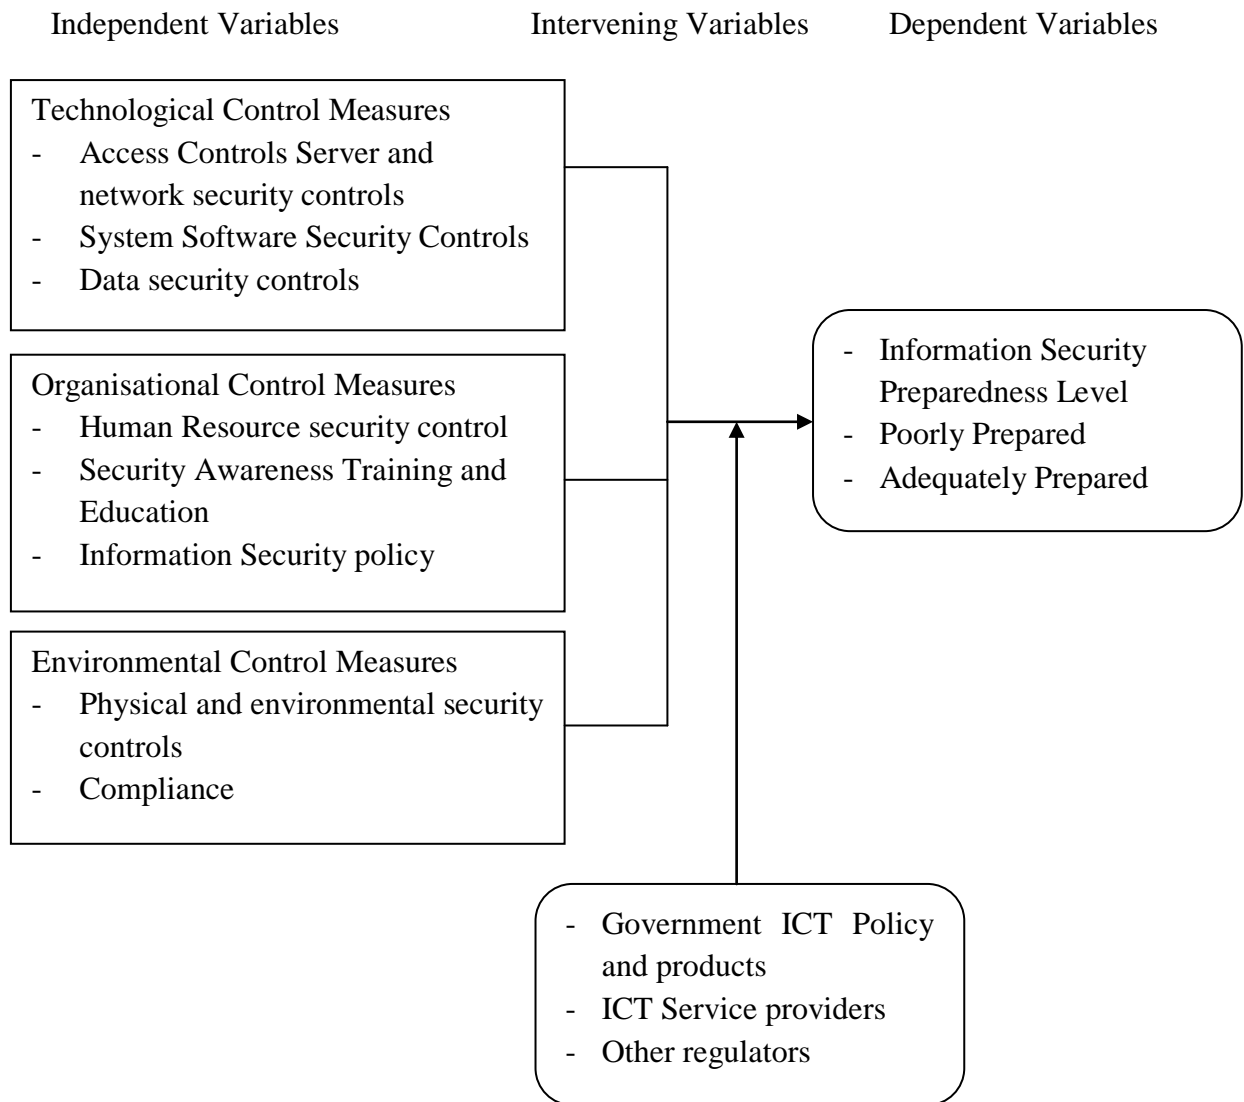 Independent Variables
Intervening Variables
Dependent Variables
Technological Control Measures
- Access Controls Server and
network security controls
- System Software Security Controls
- Data security controls
Organisational Control Measures
- Human Resource security control
- Security Awareness Training and
Education
- Information Security policy
Environmental Control Measures
- Physical and environmental security
controls
- Compliance
- Information Security
Preparedness Level
- Poorly Prepared
- Adequately Prepared
- Government ICT Policy
and products
- ICT Service providers
- Other regulators